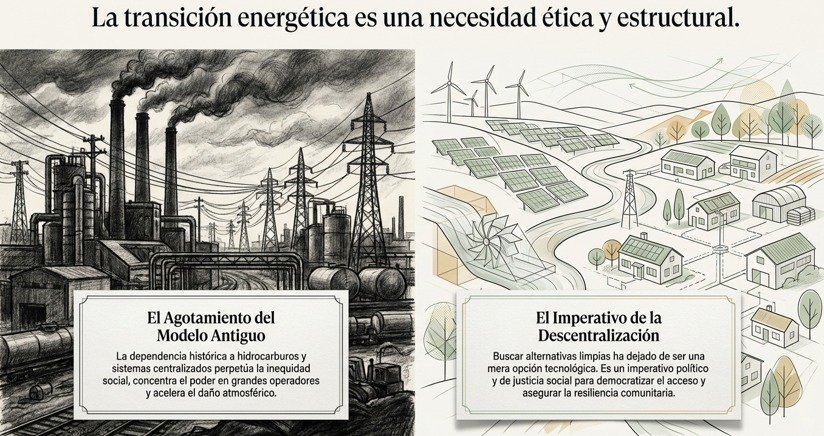 La transición energética es una necesidad ética y estructural.
El Agotamiento del
Modelo Antiguo
La dependencia histórica a hidrocarburos y
sistemas centralizados perpetúa la inequidad
social, concentra el poder en grandes operadores
y acelera el daño atmosférico.
El Imperativo de la
Descentralización
Buscar alternativas limpias ha dejado de ser una
mera opción tecnológica. Es un imperativo político
y de justicia social para democratizar el acceso y
asegurar la resiliencia comunitaria.